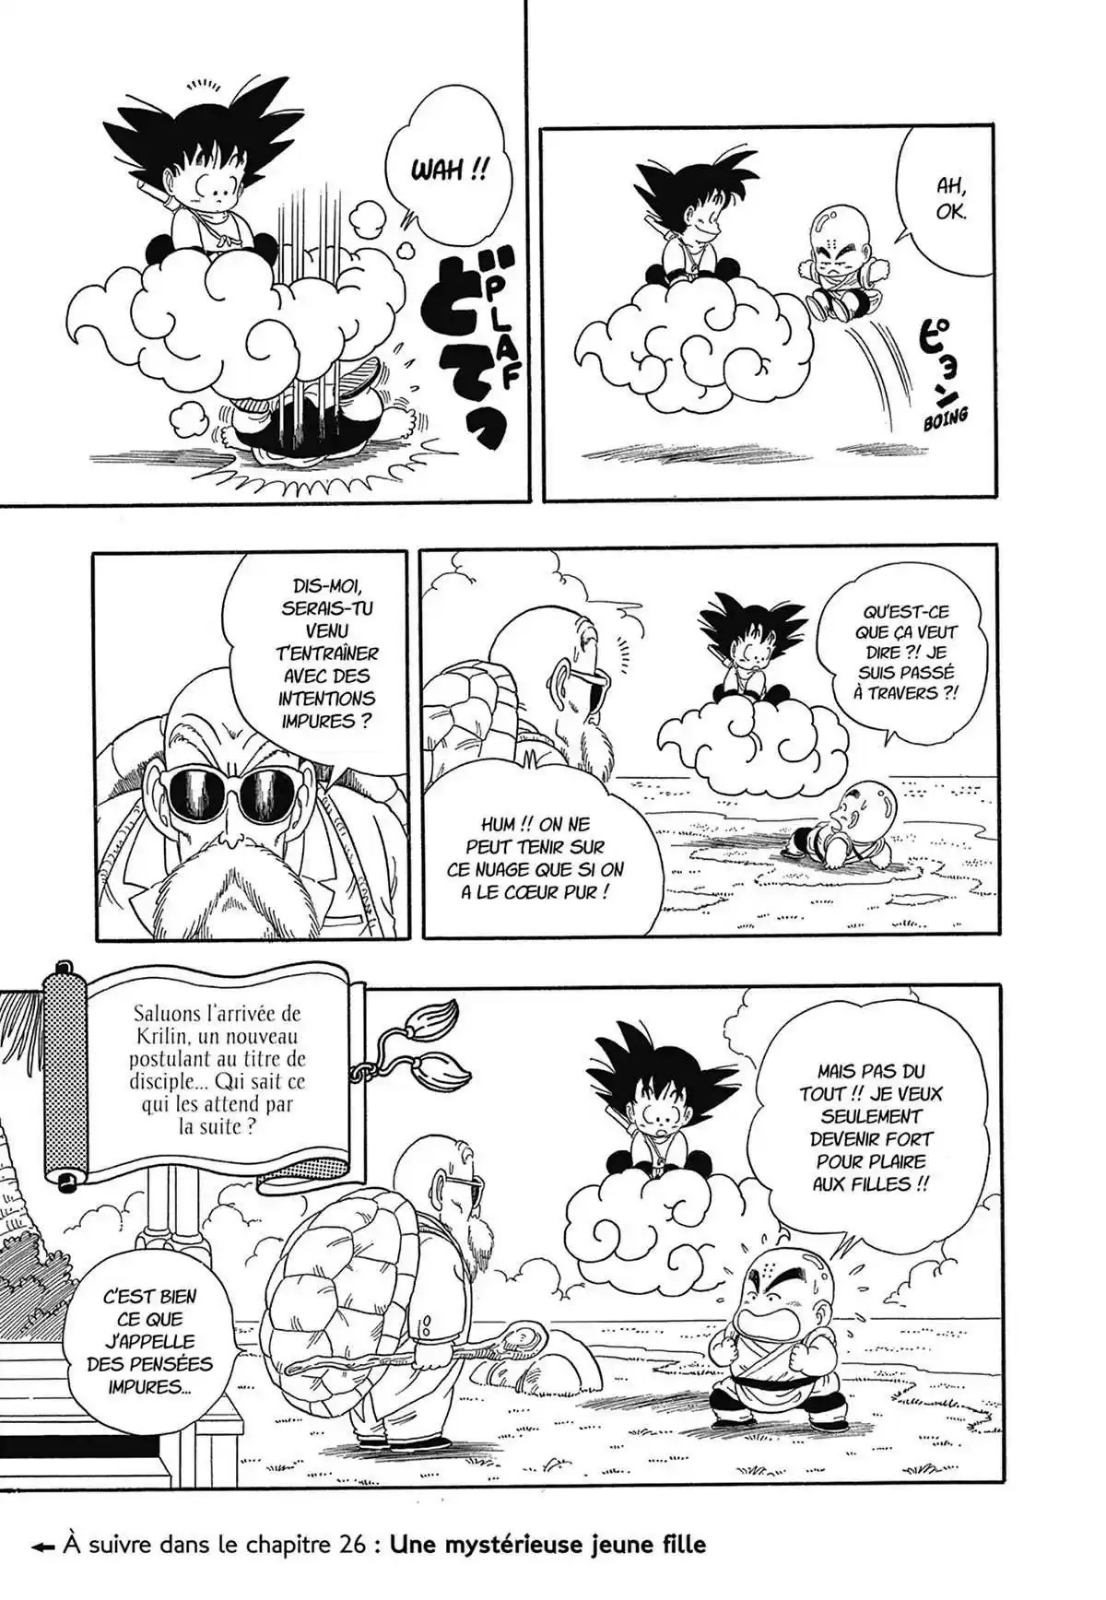 AH,
OK.
ピョン
BOING
WAH !!
ドてっ
PLAF
QU'EST-CE
QUE ÇA VEUT
DIRE ?! JE
SUIS PASSÉ
À TRAVERS ?!
HUM !! ON NE
PEUT TENIR SUR
CE NUAGE QUE SI ON
A LE CŒUR PUR !
DIS-MOI,
SERAIS-TU
VENU
T'ENTRAÎNER
AVEC DES
INTENTIONS
IMPURES ?
MAIS PAS DU
TOUT !! JE VEUX
SEULEMENT
DEVENIR FORT
POUR PLAIRE
AUX FILLES !!
C'EST BIEN
CE QUE
J'APPELLE
DES PENSÉES
IMPURES...
Saluons l'arrivée de
Krilin, un nouveau
postulant au titre de
disciple... Qui sait ce
qui les attend par
la suite ?
À suivre dans le chapitre 26 : Une mystérieuse jeune fille